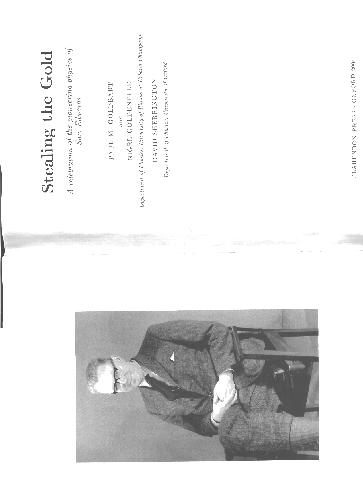 Stealing the Gold
A celebration of the pioneering physics of
Sam Edwards
PAUL M. GOLDBART
and
NIGEL GOLDENFELD
Department of Physics, University of Illinois at Urbana-Champaign
DAVID SHERRINGTON
Department of Physics, University of Oxford
CLARENDON PRESS • OXFORD